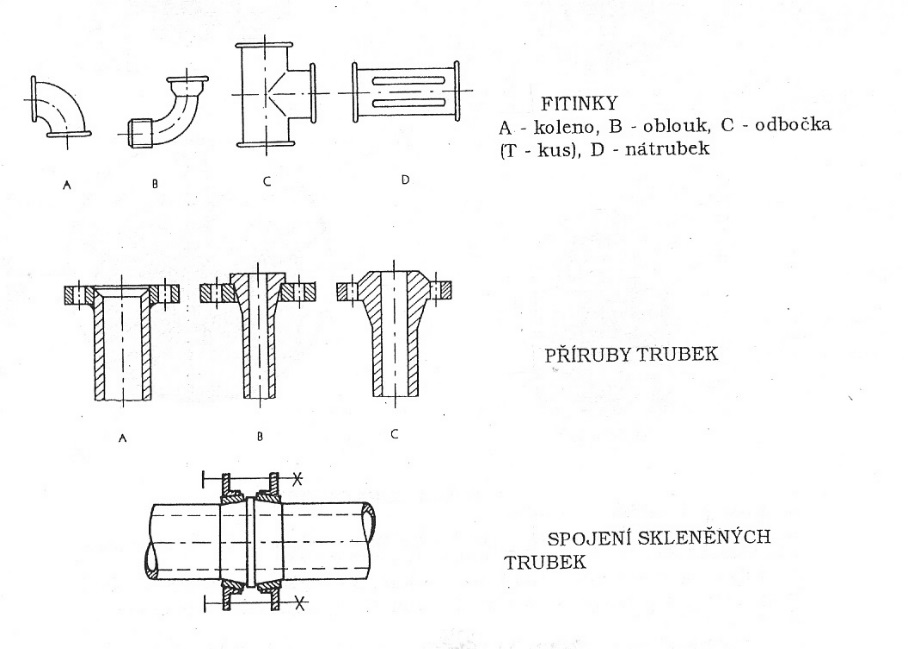 FITINKY
A - koleno, B - oblouk, C - odbočka
(T - kus), D - nátrubek
A B C D
PŘÍRUBY TRUBEK
A B C
SPOJENÍ SKLENĚNÝCH
TRUBEK